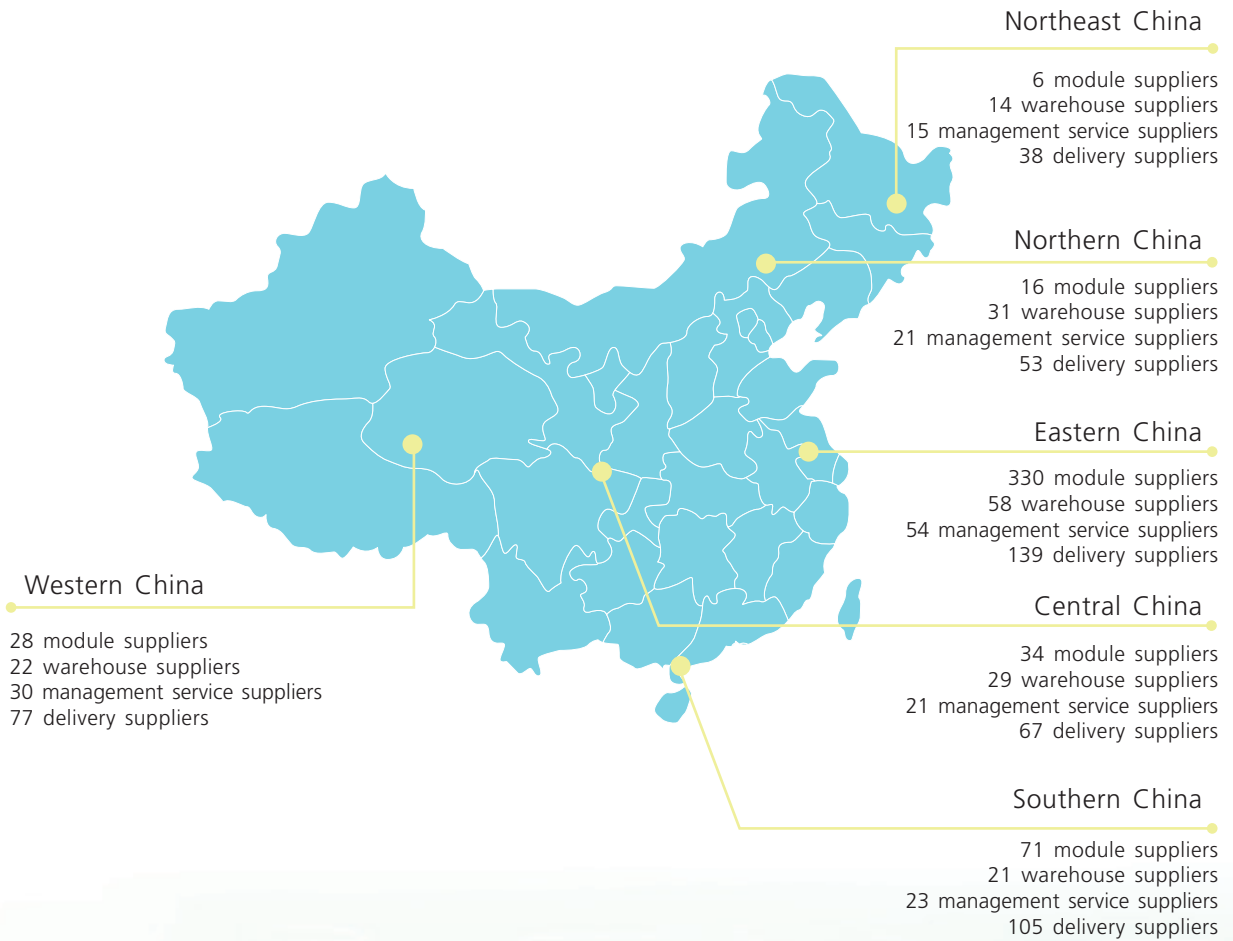 Northeast China
6 module suppliers
14 warehouse suppliers
15 management service suppliers
38 delivery suppliers
Northern China
16 module suppliers
31 warehouse suppliers
21 management service suppliers
53 delivery suppliers
Eastern China
330 module suppliers
58 warehouse suppliers
54 management service suppliers
139 delivery suppliers
Western China
28 module suppliers
22 warehouse suppliers
30 management service suppliers
77 delivery suppliers
Central China
34 module suppliers
29 warehouse suppliers
21 management service suppliers
67 delivery suppliers
Southern China
71 module suppliers
21 warehouse suppliers
23 management service suppliers
105 delivery suppliers